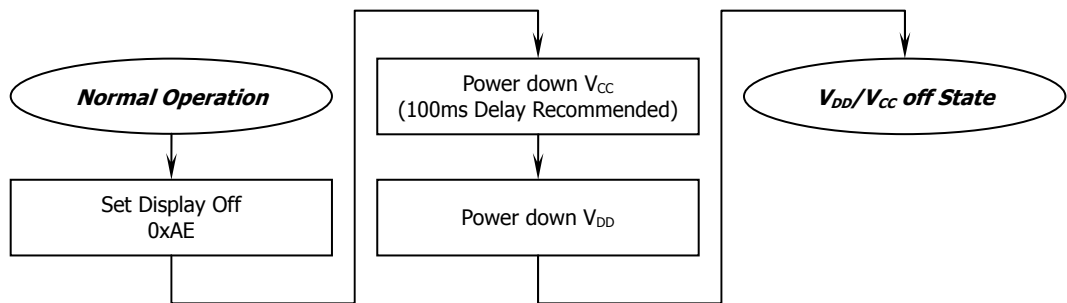 Normal Operation
Set Display Off
0xAE
Power down VCC
(100ms Delay Recommended)
Power down VDD
VDD/VCC off State